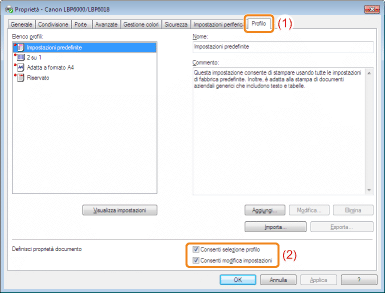 Proprietà - Canon LBP6000/LBP6018
Generale Condivisione Porte Avanzate Gestione colori Sicurezza Impostazioni periferic. Profilo (1)
Elenco profili:
Impostazioni predefinite
2 su 1
Adatta a formato A4
Riservato
Nome:
Impostazioni predefinite
Commento:
Questa impostazione consente di stampare usando tutte le impostazioni di fabbrica predefinite. Inoltre, è adatta alla stampa di documenti aziendali generici che includono testo e tabelle.
Visualizza impostazioni
Aggiungi... Modifica... Elimina
Importa... Esporta...
Definisci proprietà documento
Consenti selezione profilo
Consenti modifica impostazioni
(2)
OK Annulla Applica ?